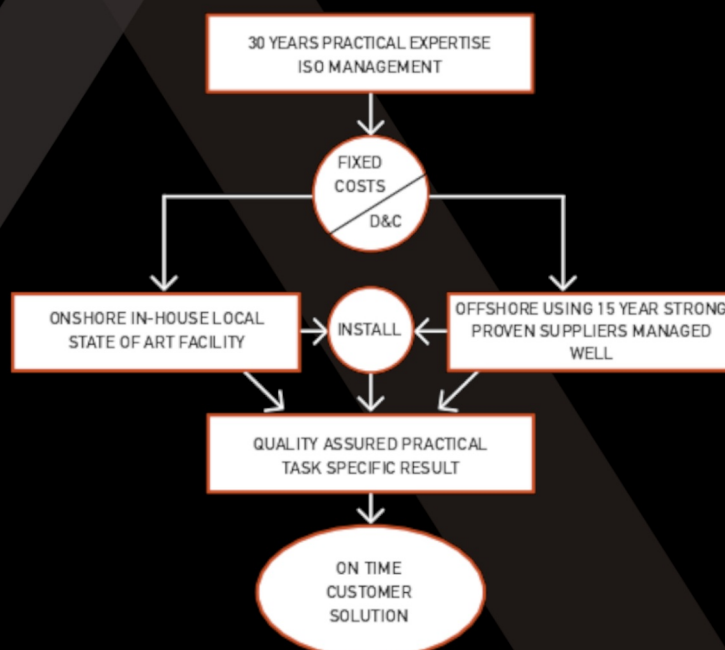 30 YEARS PRACTICAL EXPERTISE
ISO MANAGEMENT
FIXED
COSTS
D&C
ONSHORE IN-HOUSE LOCAL
STATE OF ART FACILITY
INSTALL
OFFSHORE USING 15 YEAR STRONG
PROVEN SUPPLIERS MANAGED
WELL
QUALITY ASSURED PRACTICAL
TASK SPECIFIC RESULT
ON TIME
CUSTOMER
SOLUTION